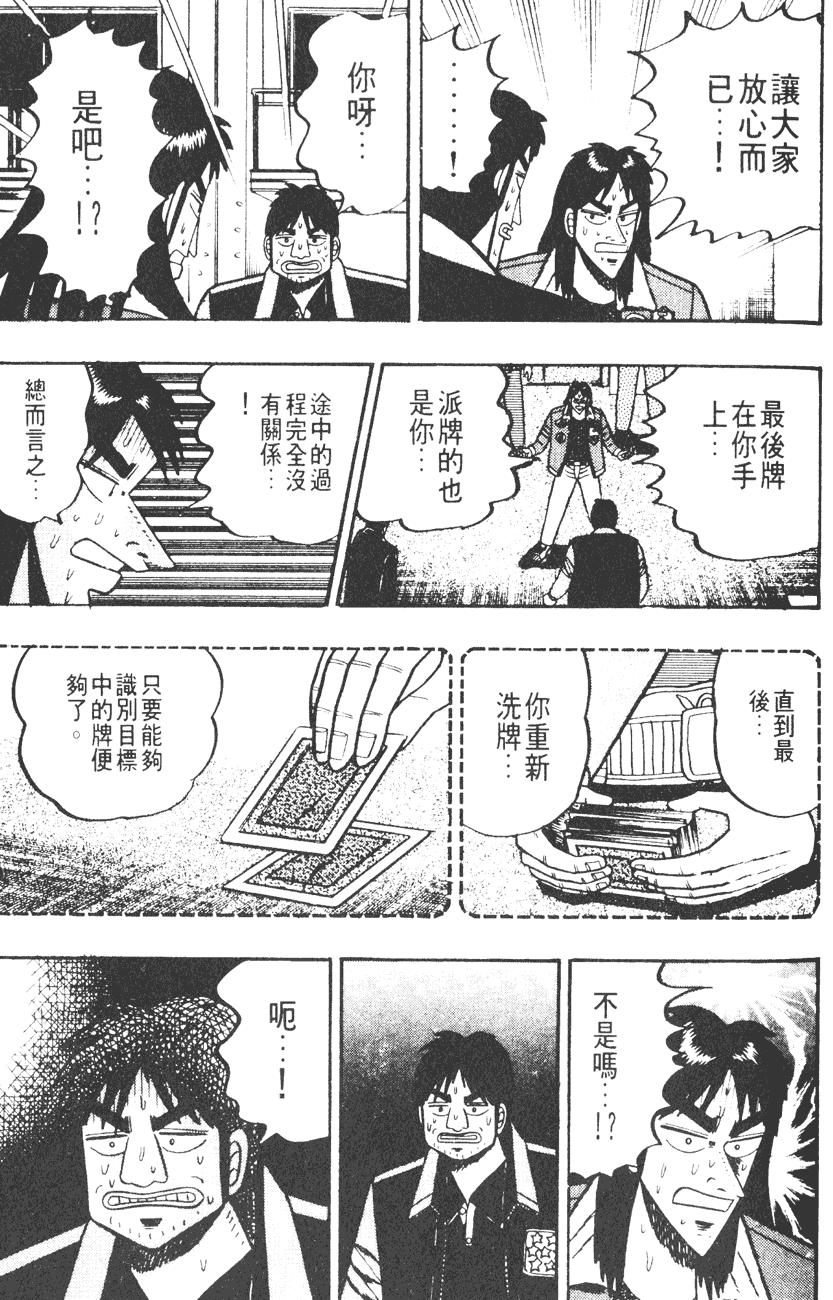 讓大家
放心而
已…！
……！
你呀…
是吧…！？
最後牌
在你手
上…
派牌的也
是你…
途中的過
程完全沒
有關係…
！
總而言之…
直到最
後…
你重新
洗牌…
只要能夠
識別目標
中的牌便
夠了。
不是嗎…！？
呃…！